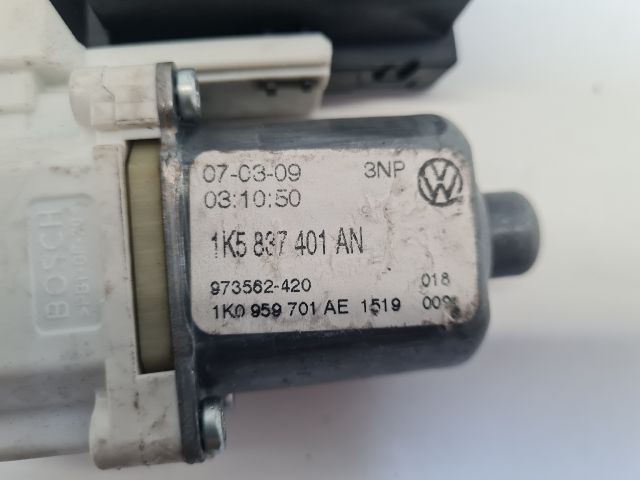 07-03-09 3NP
03:10:50
1K5 837 401 AN
973562-420 018
1K0 959 701 AE 1519
BOSCH